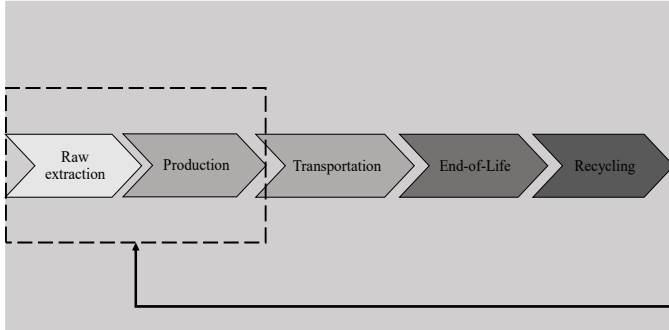 Raw
extraction
Production
Transportation
End-of-Life
Recycling